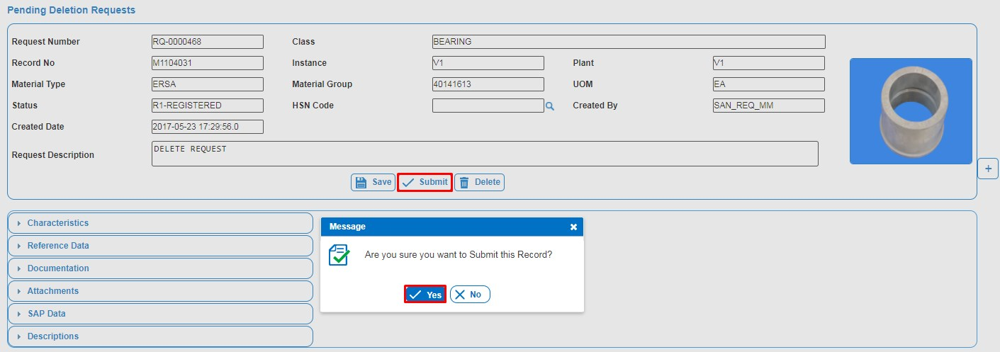 Pending Deletion Requests
Request Number RQ-0000468 Class BEARING
Record No M1104031 Instance V1 Plant V1
Material Type ERSA Material Group 40141613 UOM EA
Status R1-REGISTERED HSN Code Created By SAN_REQ_MM
Created Date 2017-05-23 17:29:56.0
Request Description DELETE REQUEST
+
Save Submit Delete
Characteristics
Reference Data
Documentation
Attachments
SAP Data
Descriptions
Message
Are you sure you want to Submit this Record?
Yes No